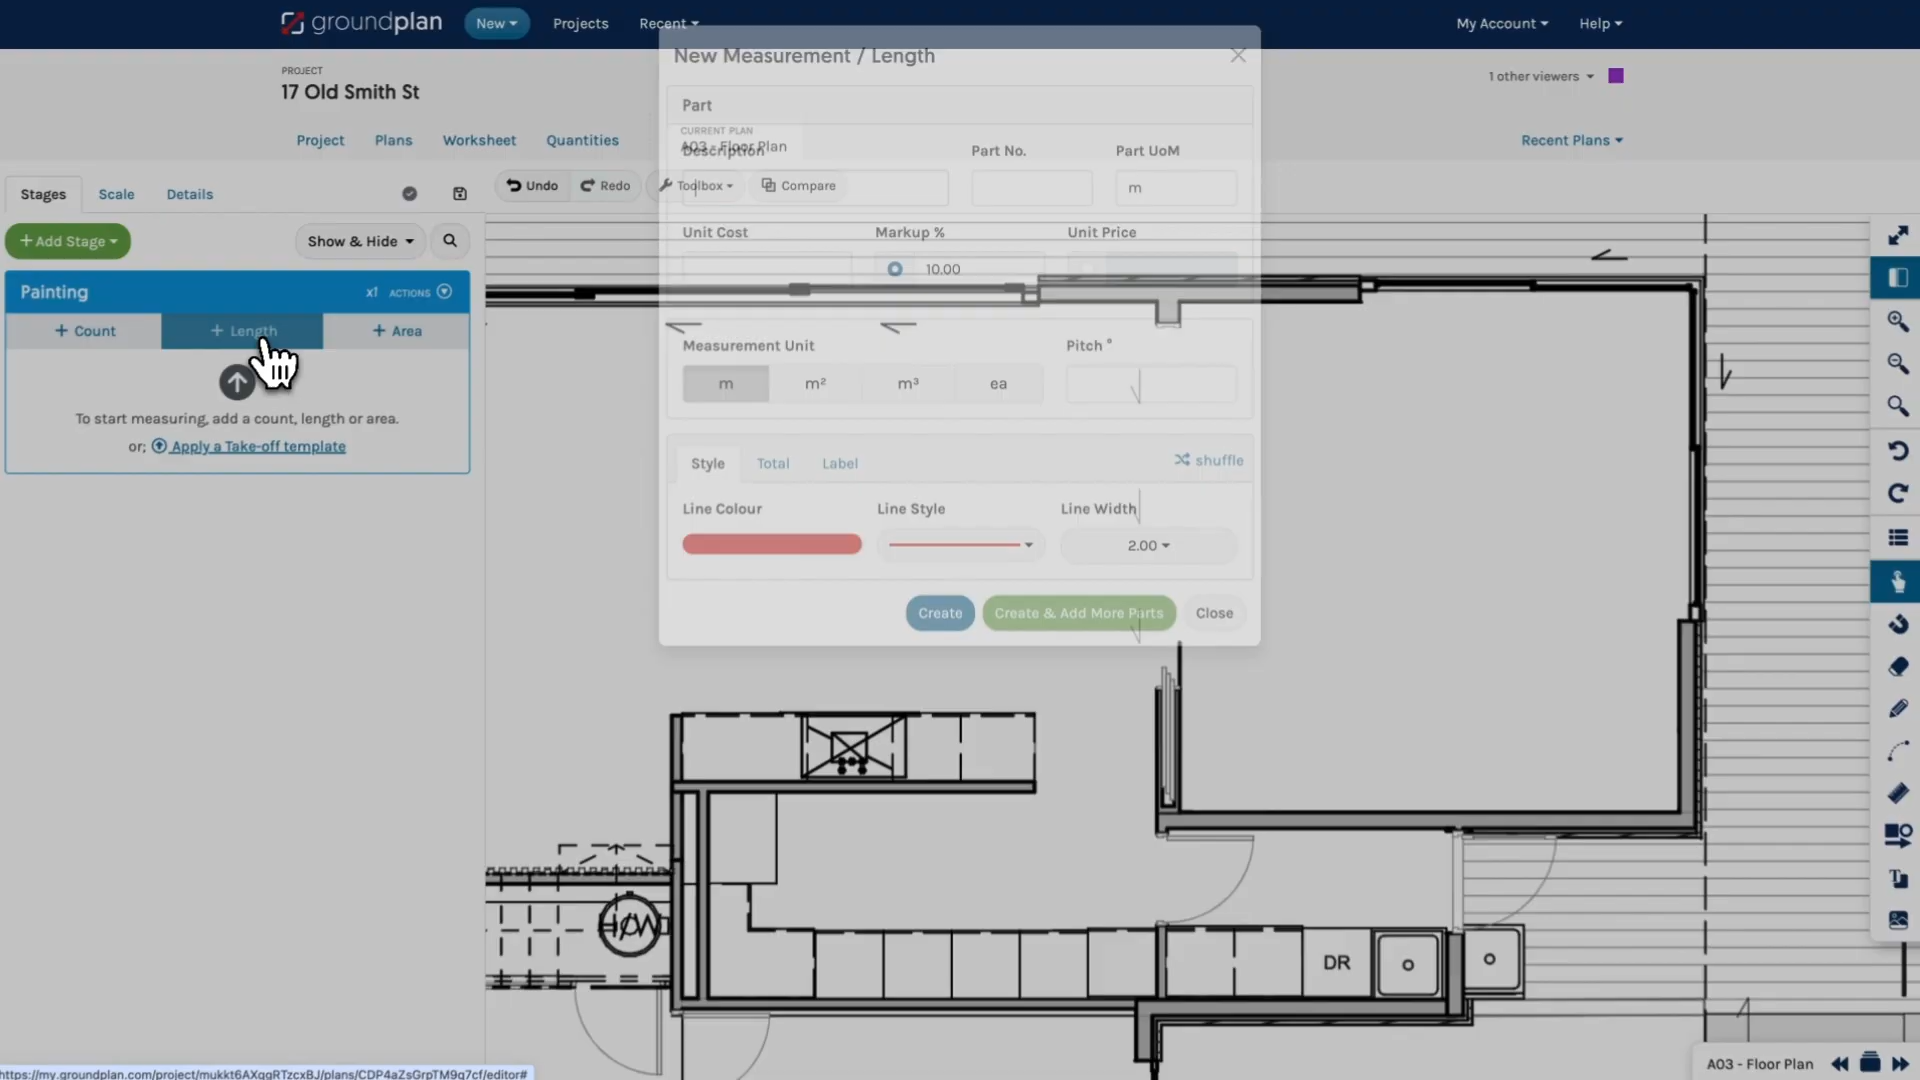 groundplan
New
Projects
Recent
My Account
Help
New Measurement / Length
PROJECT
17 Old Smith St
1 other viewers
Part
Project
Plans
Worksheet
Quantities
CURRENT PLAN
A03 - Floor Plan
Description
Part No.
Part UoM
Recent Plans
Stages
Scale
Details
Undo
Redo
Toolbox
Compare
m
+ Add Stage
Show & Hide
Unit Cost
Markup %
Unit Price
10.00
Painting
x1
ACTIONS
+ Count
+ Length
+ Area
Measurement Unit
Pitch °
m
m²
m³
ea
To start measuring, add a count, length or area.
or; Apply a Take-off template
Style
Total
Label
shuffle
Line Colour
Line Style
Line Width
2.00
Create
Create & Add More Parts
Close
DR
A03 - Floor Plan
https://my.groundplan.com/project/mukkt6AXqgRTzcxBJ/plans/CDP4aZsGrpTM9q7cf/editor#